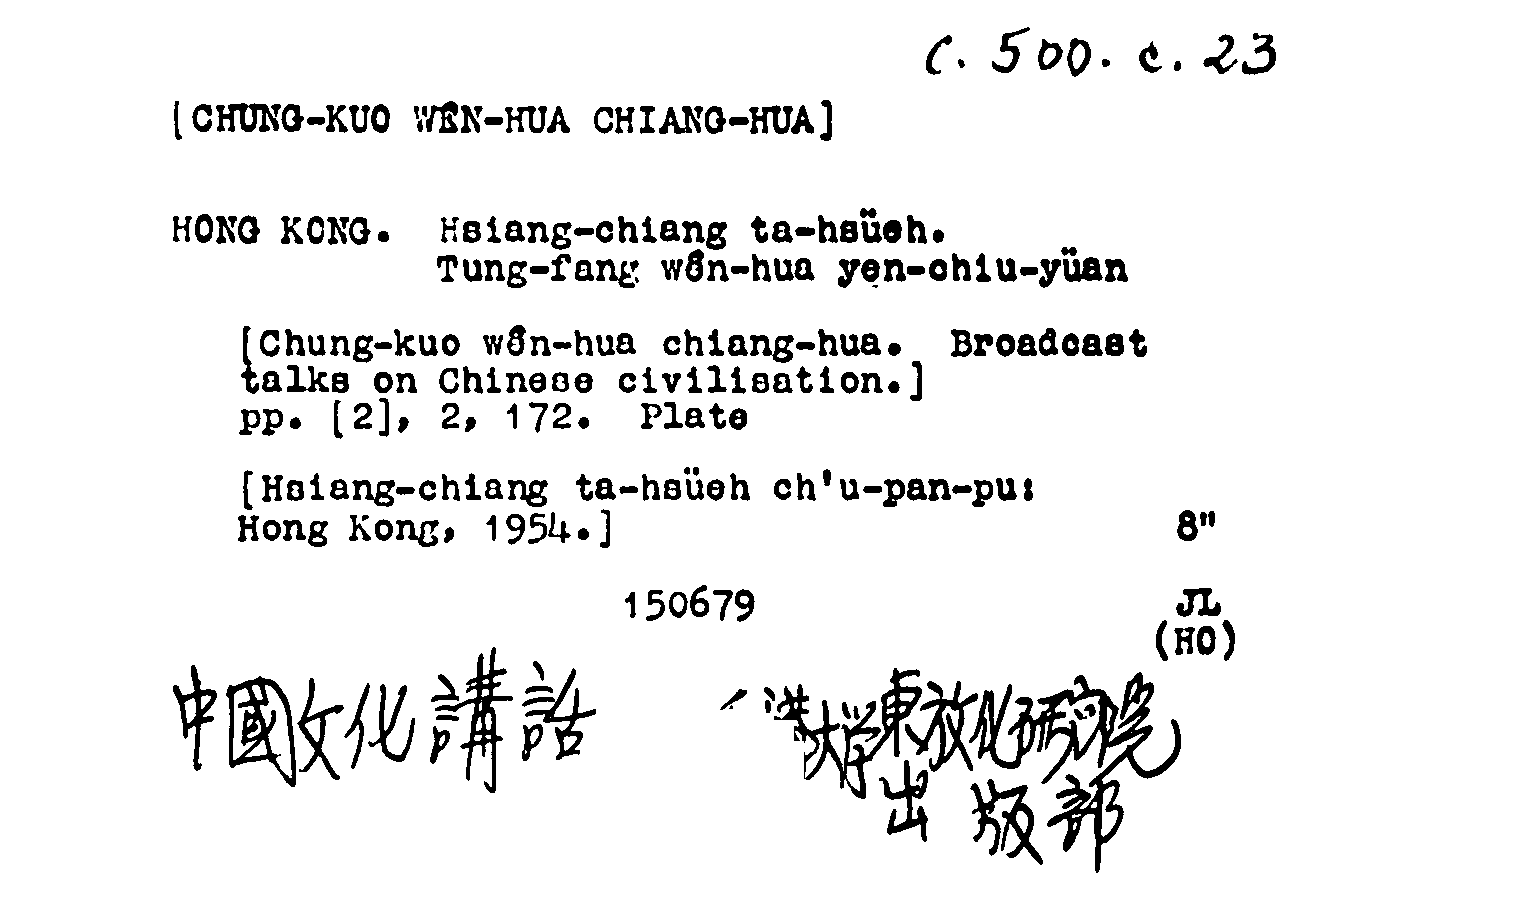 C. 500. c. 23
[CHUNG-KUO WÊN-HUA CHIANG-HUA]
HONG KONG. Hsiang-chiang ta-hsüeh.
Tung-fang wên-hua yen-chiu-yüan
[Chung-kuo wên-hua chiang-hua. Broadcast
talks on Chinese civilisation.]
pp. [2], 2, 172. Plate
[Hsiang-chiang ta-hsüeh ch'u-pan-pu:
Hong Kong, 1954.]
8"
150679
JL
(HO)
中國文化講話
港大学東放化研究院
出版部